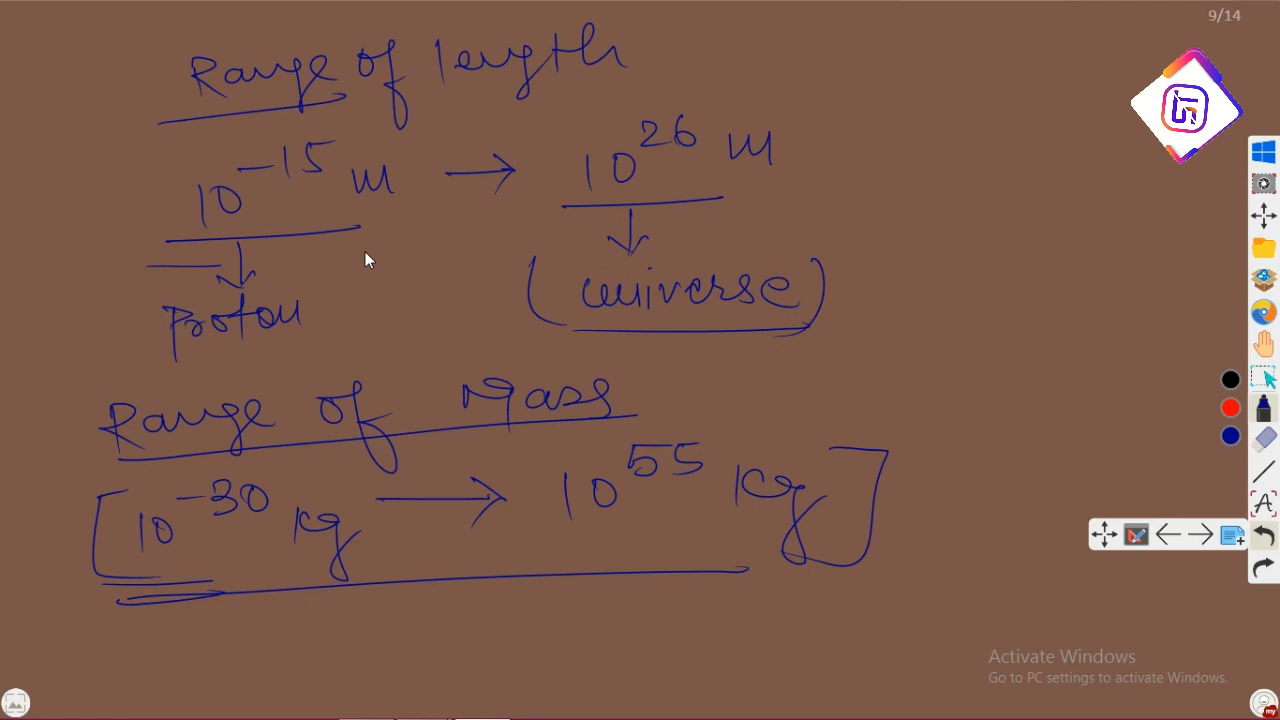 9/14
Range of length
10^-15 m → 10^26 m
Proton (universe)
Range of Mass
[10^-30 kg → 10^55 kg]
Activate Windows
Go to PC settings to activate Windows.
my